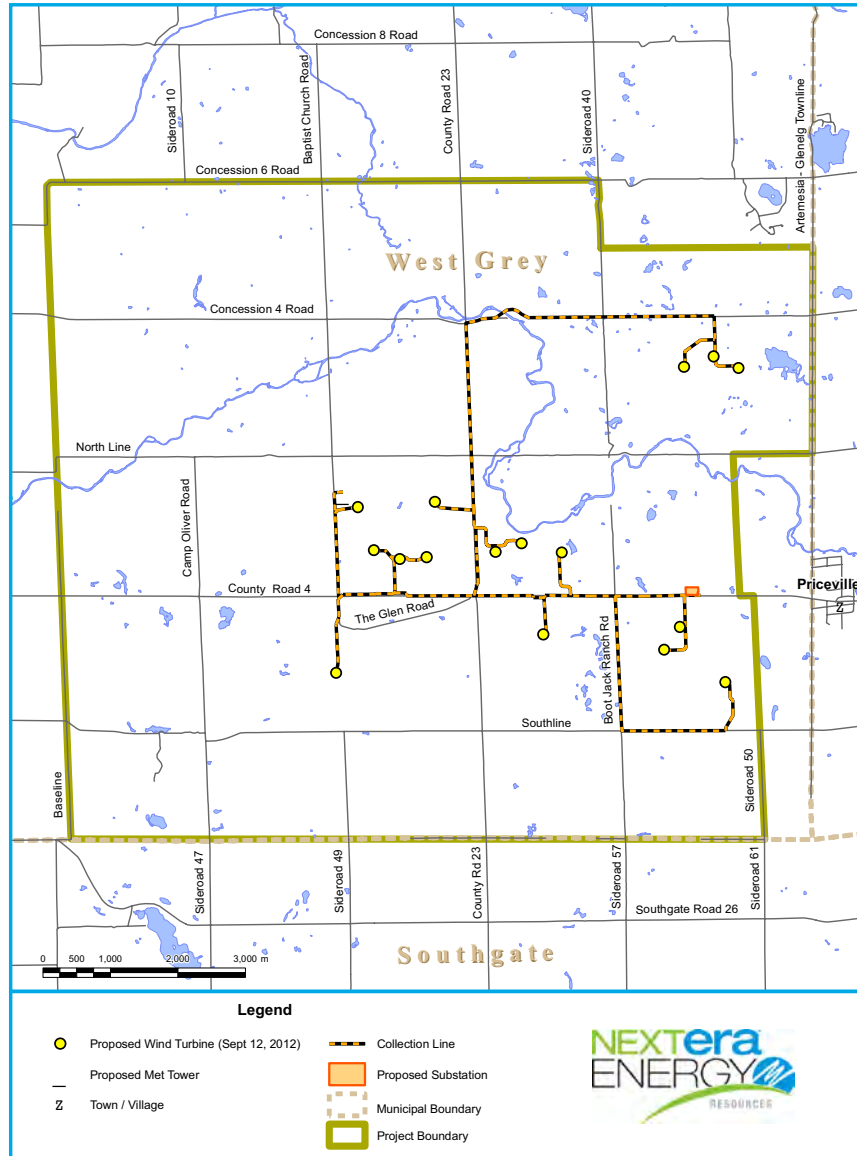 Concession 8 Road
Sideroad 10
Baptist Church Road
County Road 23
Sideroad 40
Artemesia - Glenelg Townline
Concession 6 Road
West Grey
Concession 4 Road
North Line
Camp Oliver Road
County Road 4
The Glen Road
Boot Jack Ranch Rd
Priceville
Z
Southline
Baseline
Sideroad 50
Sideroad 47
Sideroad 49
County Rd 23
Sideroad 57
Sideroad 61
Southgate Road 26
Southgate
0 500 1,000 2,000 3,000 m
Legend
Proposed Wind Turbine (Sept 12, 2012)
Proposed Met Tower
Z Town / Village
Collection Line
Proposed Substation
Municipal Boundary
Project Boundary
NEXTera
ENERGY
RESOURCES